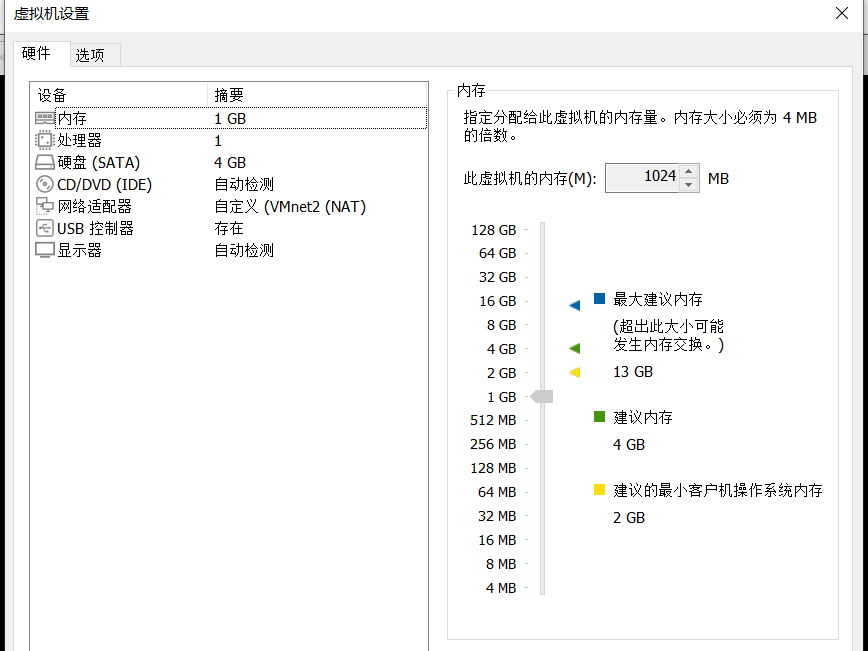 虚拟机设置
硬件 选项
设备 摘要
内存 1 GB
处理器 1
硬盘 (SATA) 4 GB
CD/DVD (IDE) 自动检测
网络适配器 自定义 (VMnet2 (NAT)
USB 控制器 存在
显示器 自动检测
内存
指定分配给此虚拟机的内存量。内存大小必须为 4 MB
的倍数。
此虚拟机的内存(M): 1024 MB
128 GB
64 GB
32 GB
16 GB
8 GB
4 GB
2 GB
1 GB
512 MB
256 MB
128 MB
64 MB
32 MB
16 MB
8 MB
4 MB
最大建议内存
(超出此大小可能
发生内存交换。)
13 GB
建议内存
4 GB
建议的最小客户机操作系统内存
2 GB